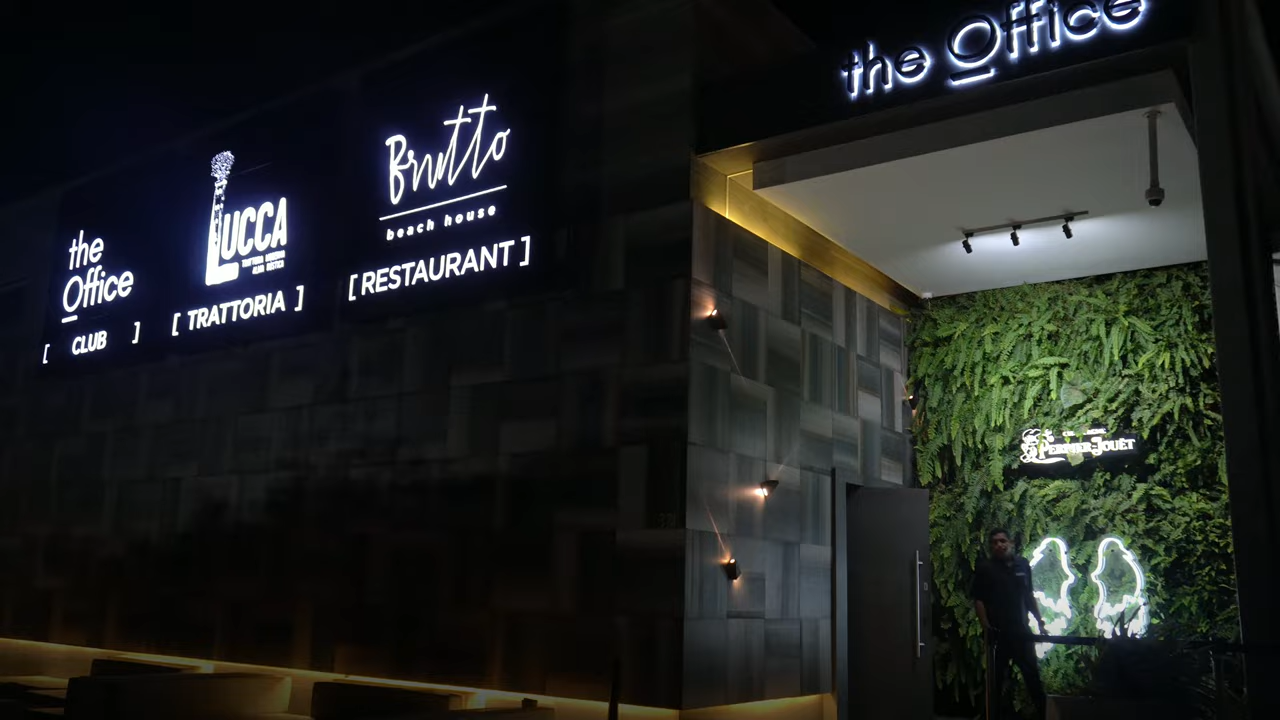 the
Office
[ CLUB ]
LUCCA
[ TRATTORIA ]
Brutto
beach house
[ RESTAURANT ]
the Office
Perrier-Jouët